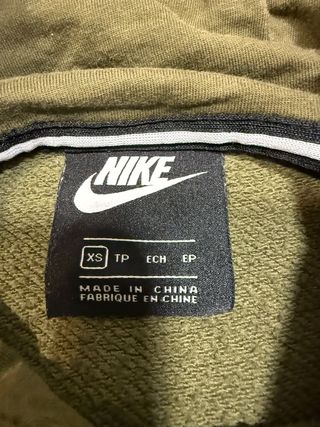 NIKE
XS TP ECH EP
MADE IN CHINA
FABRIQUE EN CHINE